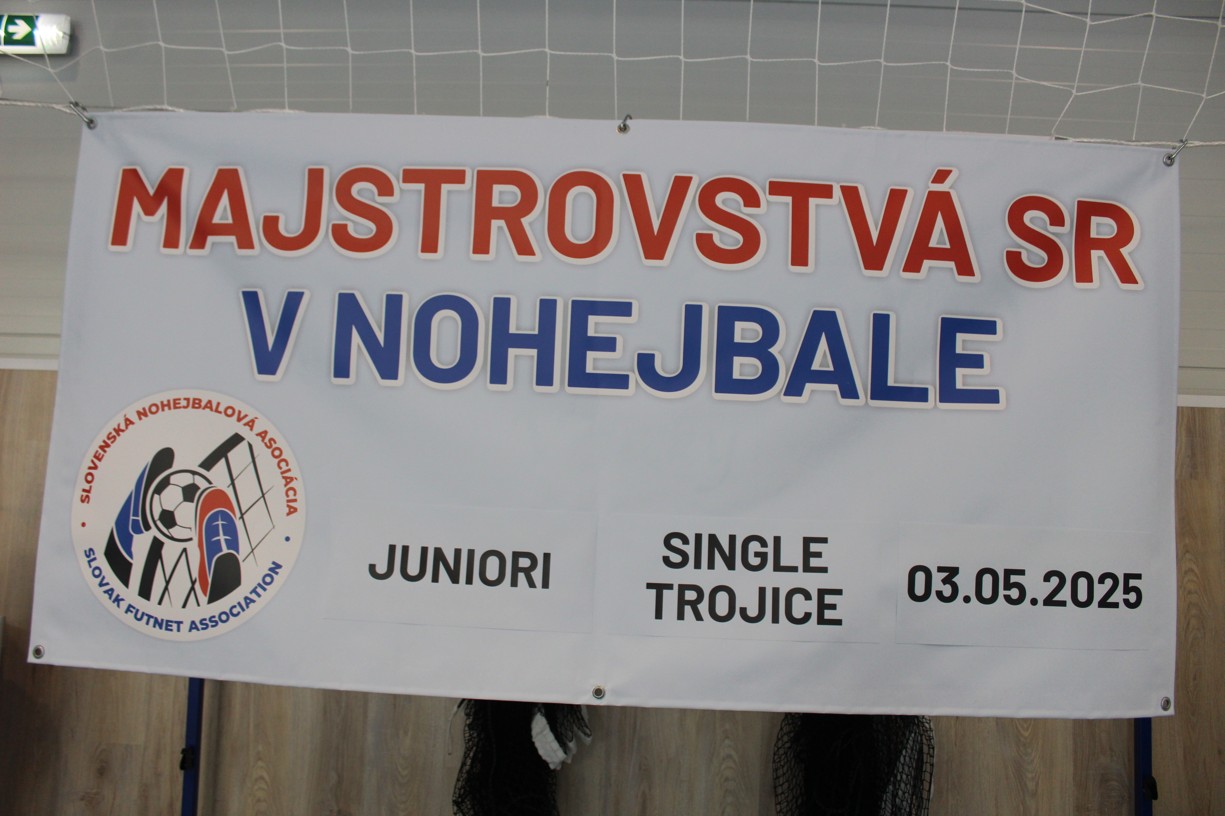 MAJSTROVSTVÁ SR
V NOHEJBALE
• SLOVENSKÁ NOHEJBALOVÁ ASOCIÁCIA •
SLOVAK FUTNET ASSOCIATION
JUNIORI
SINGLE
TROJICE
03.05.2025